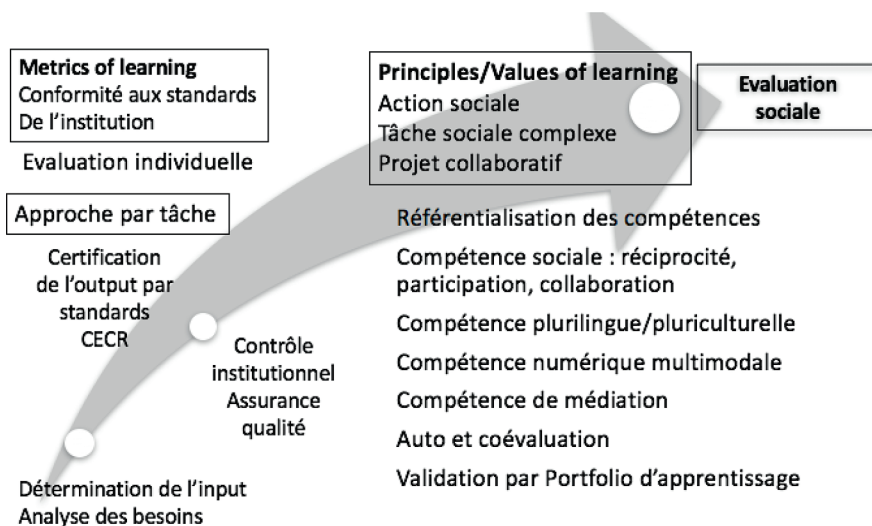 Metrics of learning
Conformité aux standards
De l'institution
Evaluation individuelle
Approche par tâche
Certification
de l'output par
standards
CECR
Contrôle
institutionnel
Assurance
qualité
Détermination de l'input
Analyse des besoins
Principles/Values of learning
Action sociale
Tâche sociale complexe
Projet collaboratif
Evaluation
sociale
Référentialisation des compétences
Compétence sociale : réciprocité,
participation, collaboration
Compétence plurilingue/pluriculturelle
Compétence numérique multimodale
Compétence de médiation
Auto et coévaluation
Validation par Portfolio d'apprentissage